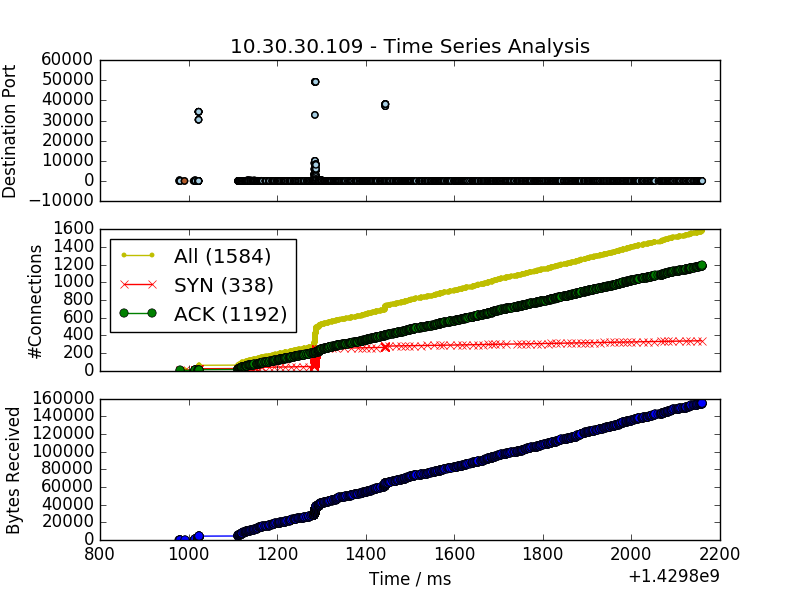 10.30.30.109 - Time Series Analysis
60000
50000
40000
30000
20000
10000
0
−10000
Destination Port
1600
1400
1200
1000
800
600
400
200
0
#Connections
All (1584)
SYN (338)
ACK (1192)
160000
140000
120000
100000
80000
60000
40000
20000
0
Bytes Received
800 1000 1200 1400 1600 1800 2000 2200
Time / ms
+1.4298e9